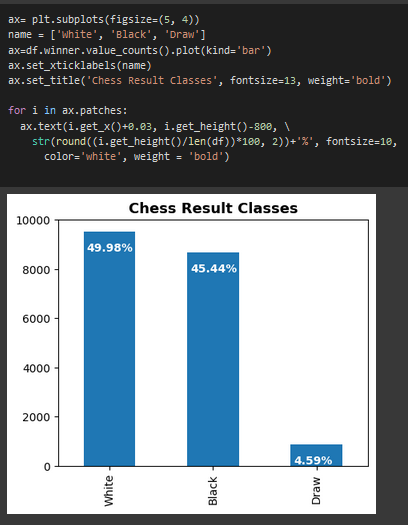 ax= plt.subplots(figsize=(5, 4))
name = ['White', 'Black', 'Draw']
ax=df.winner.value_counts().plot(kind='bar')
ax.set_xticklabels(name)
ax.set_title('Chess Result Classes', fontsize=13, weight='bold')
for i in ax.patches:
ax.text(i.get_x()+0.03, i.get_height()-800, \
str(round((i.get_height()/len(df))*100, 2))+'%', fontsize=10,
color='white', weight = 'bold')
Chess Result Classes
10000
8000
6000
4000
2000
0
49.98%
45.44%
4.59%
White
Black
Draw